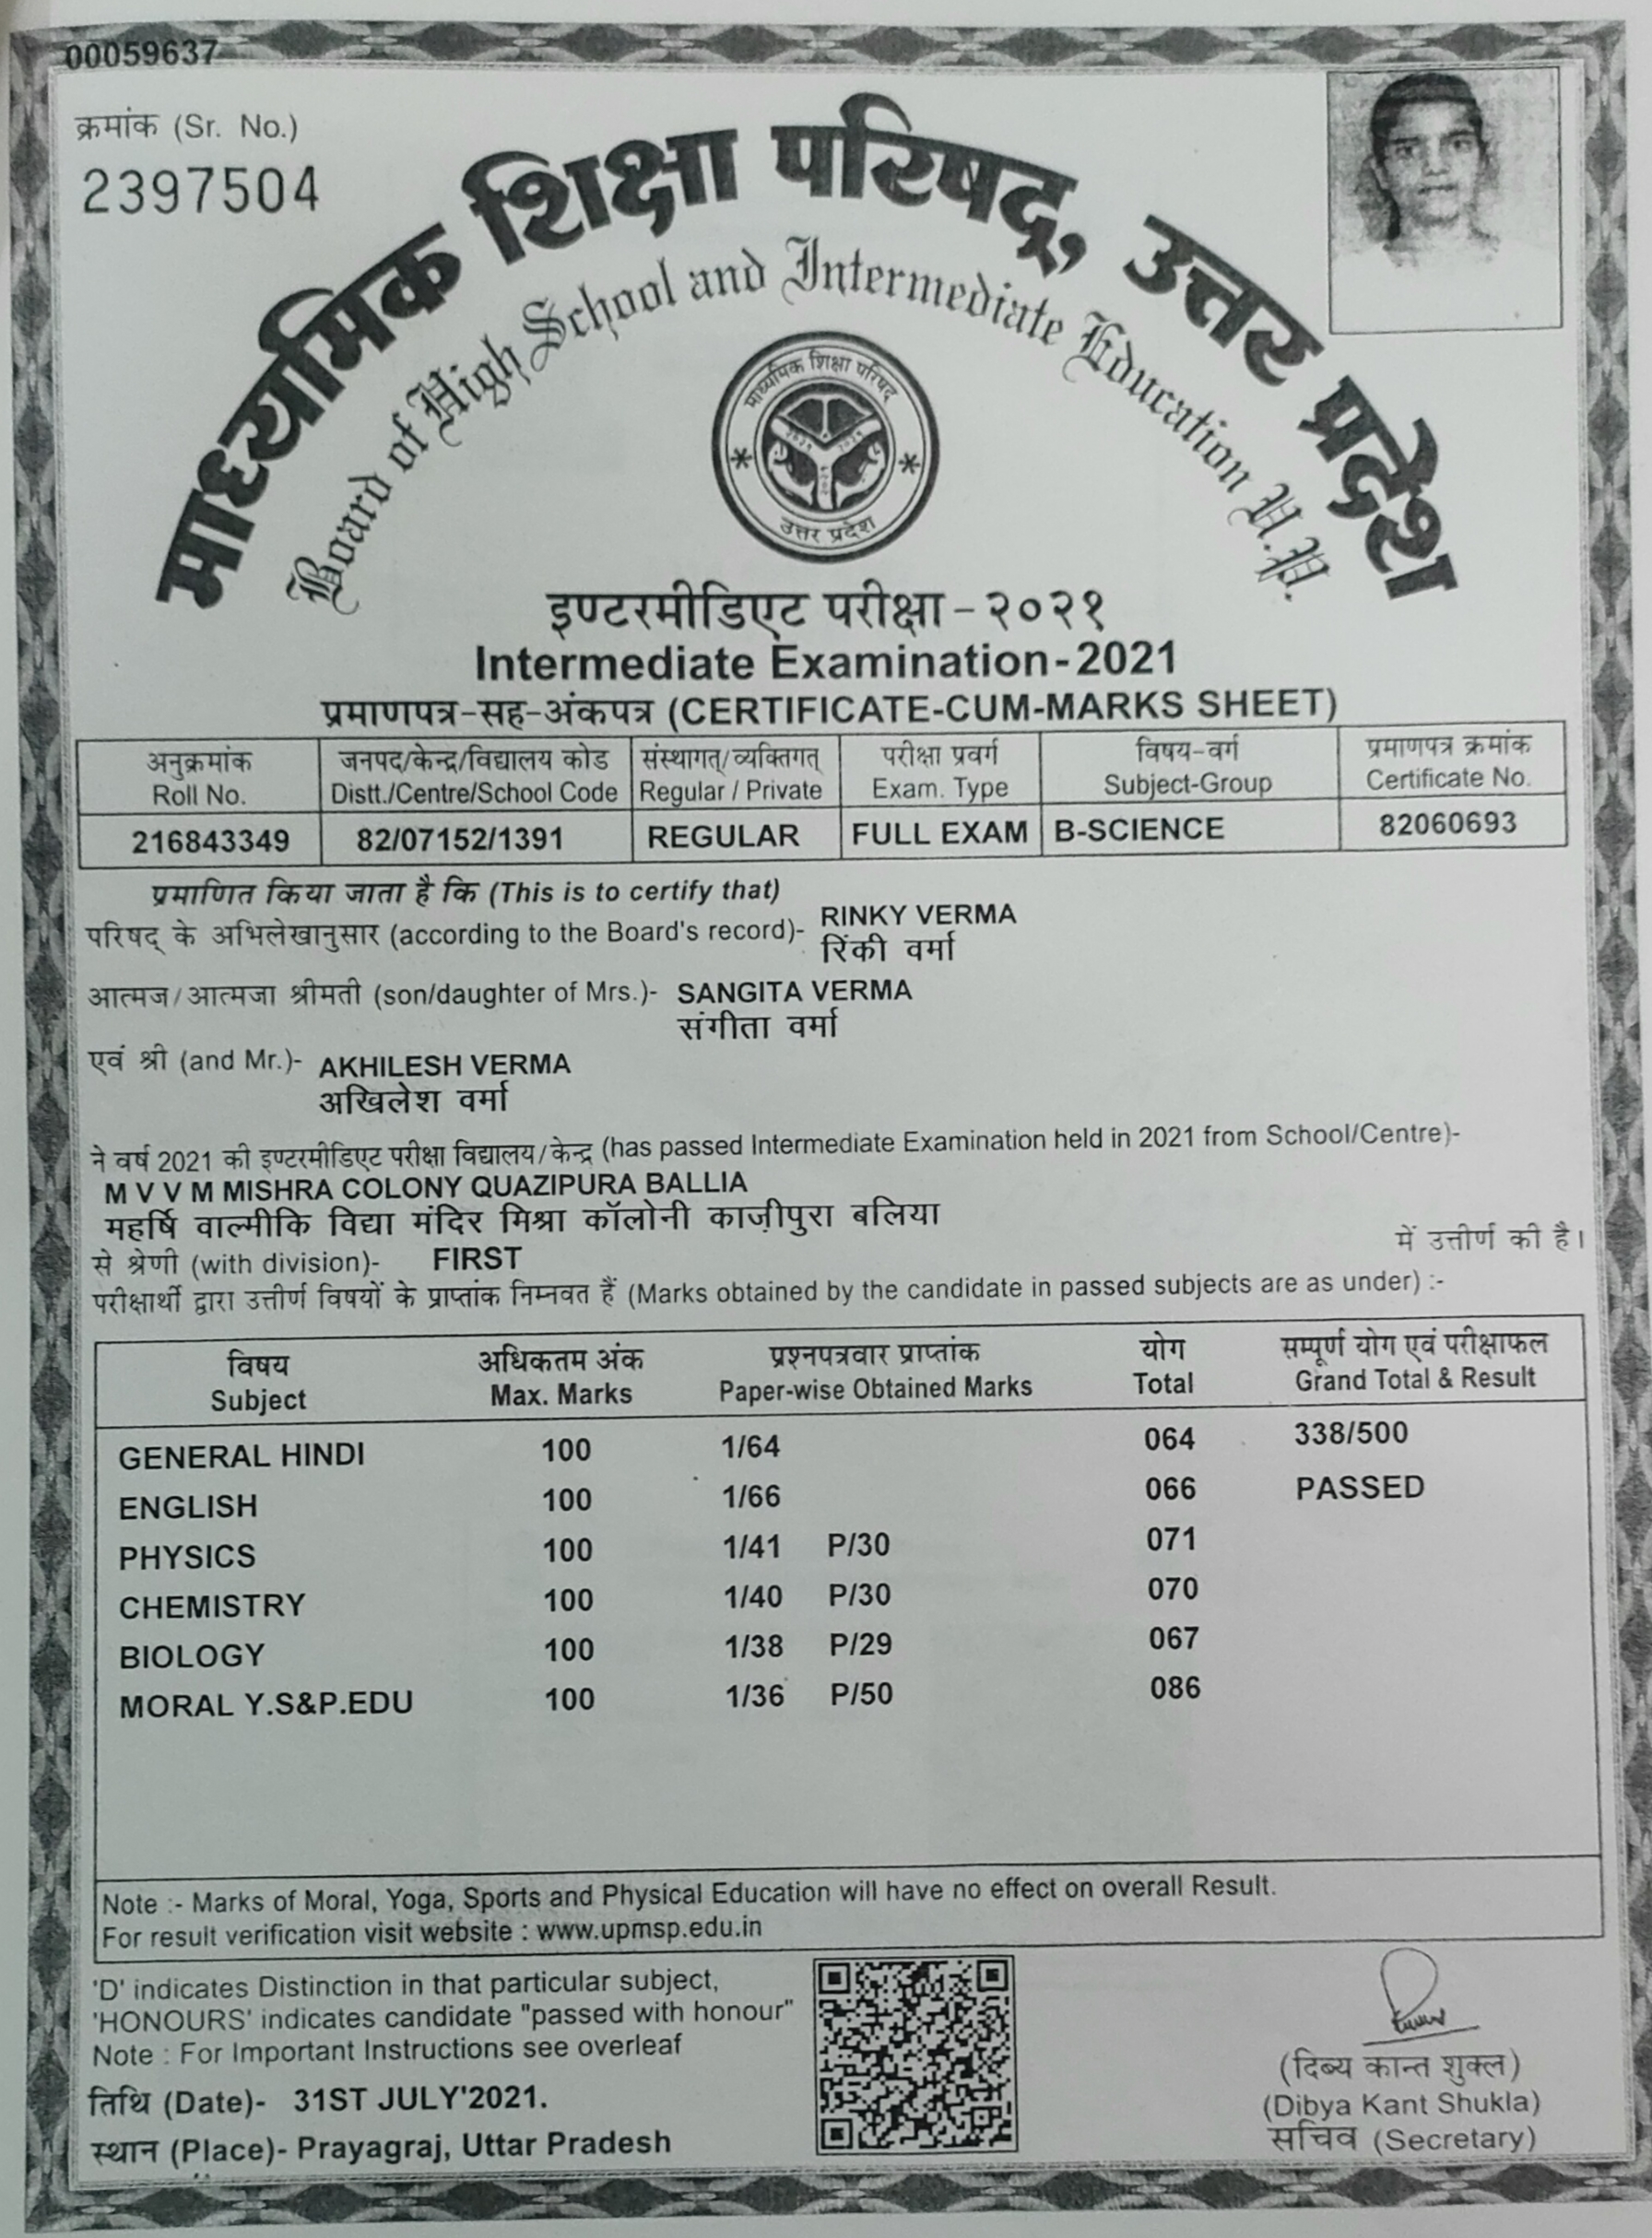 00059637
क्रमांक (Sr. No.)
2397504
माध्यमिक शिक्षा परिषद्, उत्तर प्रदेश
Board of High School and Intermediate Education U.P.
माध्यमिक शिक्षा परिषद
उत्तर प्रदेश
इण्टरमीडिएट परीक्षा - २०२१
Intermediate Examination-2021
प्रमाणपत्र-सह-अंकपत्र (CERTIFICATE-CUM-MARKS SHEET)
अनुक्रमांक जनपद/केन्द्र/विद्यालय कोड संस्थागत्/व्यक्तिगत् परीक्षा प्रवर्ग विषय-वर्ग प्रमाणपत्र क्रमांक
Roll No. Distt./Centre/School Code Regular / Private Exam. Type Subject-Group Certificate No.
216843349 82/07152/1391 REGULAR FULL EXAM B-SCIENCE 82060693
प्रमाणित किया जाता है कि (This is to certify that)
परिषद् के अभिलेखानुसार (according to the Board's record)- RINKY VERMA
रिंकी वर्मा
आत्मज/आत्मजा श्रीमती (son/daughter of Mrs.)- SANGITA VERMA
संगीता वर्मा
एवं श्री (and Mr.)- AKHILESH VERMA
अखिलेश वर्मा
ने वर्ष 2021 की इण्टरमीडिएट परीक्षा विद्यालय/केन्द्र (has passed Intermediate Examination held in 2021 from School/Centre)-
M V V M MISHRA COLONY QUAZIPURA BALLIA
महर्षि वाल्मीकि विद्या मंदिर मिश्रा कॉलोनी काज़ीपुरा बलिया
से श्रेणी (with division)- FIRST में उत्तीर्ण की है।
परीक्षार्थी द्वारा उत्तीर्ण विषयों के प्राप्तांक निम्नवत हैं (Marks obtained by the candidate in passed subjects are as under) :-
विषय अधिकतम अंक प्रश्नपत्रवार प्राप्तांक योग सम्पूर्ण योग एवं परीक्षाफल
Subject Max. Marks Paper-wise Obtained Marks Total Grand Total & Result
GENERAL HINDI 100 1/64 064 338/500
ENGLISH 100 1/66 066 PASSED
PHYSICS 100 1/41 P/30 071
CHEMISTRY 100 1/40 P/30 070
BIOLOGY 100 1/38 P/29 067
MORAL Y.S&P.EDU 100 1/36 P/50 086
Note :- Marks of Moral, Yoga, Sports and Physical Education will have no effect on overall Result.
For result verification visit website : www.upmsp.edu.in
'D' indicates Distinction in that particular subject,
'HONOURS' indicates candidate "passed with honour"
Note : For Important Instructions see overleaf
तिथि (Date)- 31ST JULY'2021.
स्थान (Place)- Prayagraj, Uttar Pradesh
(दिब्य कान्त शुक्ल)
(Dibya Kant Shukla)
सचिव (Secretary)